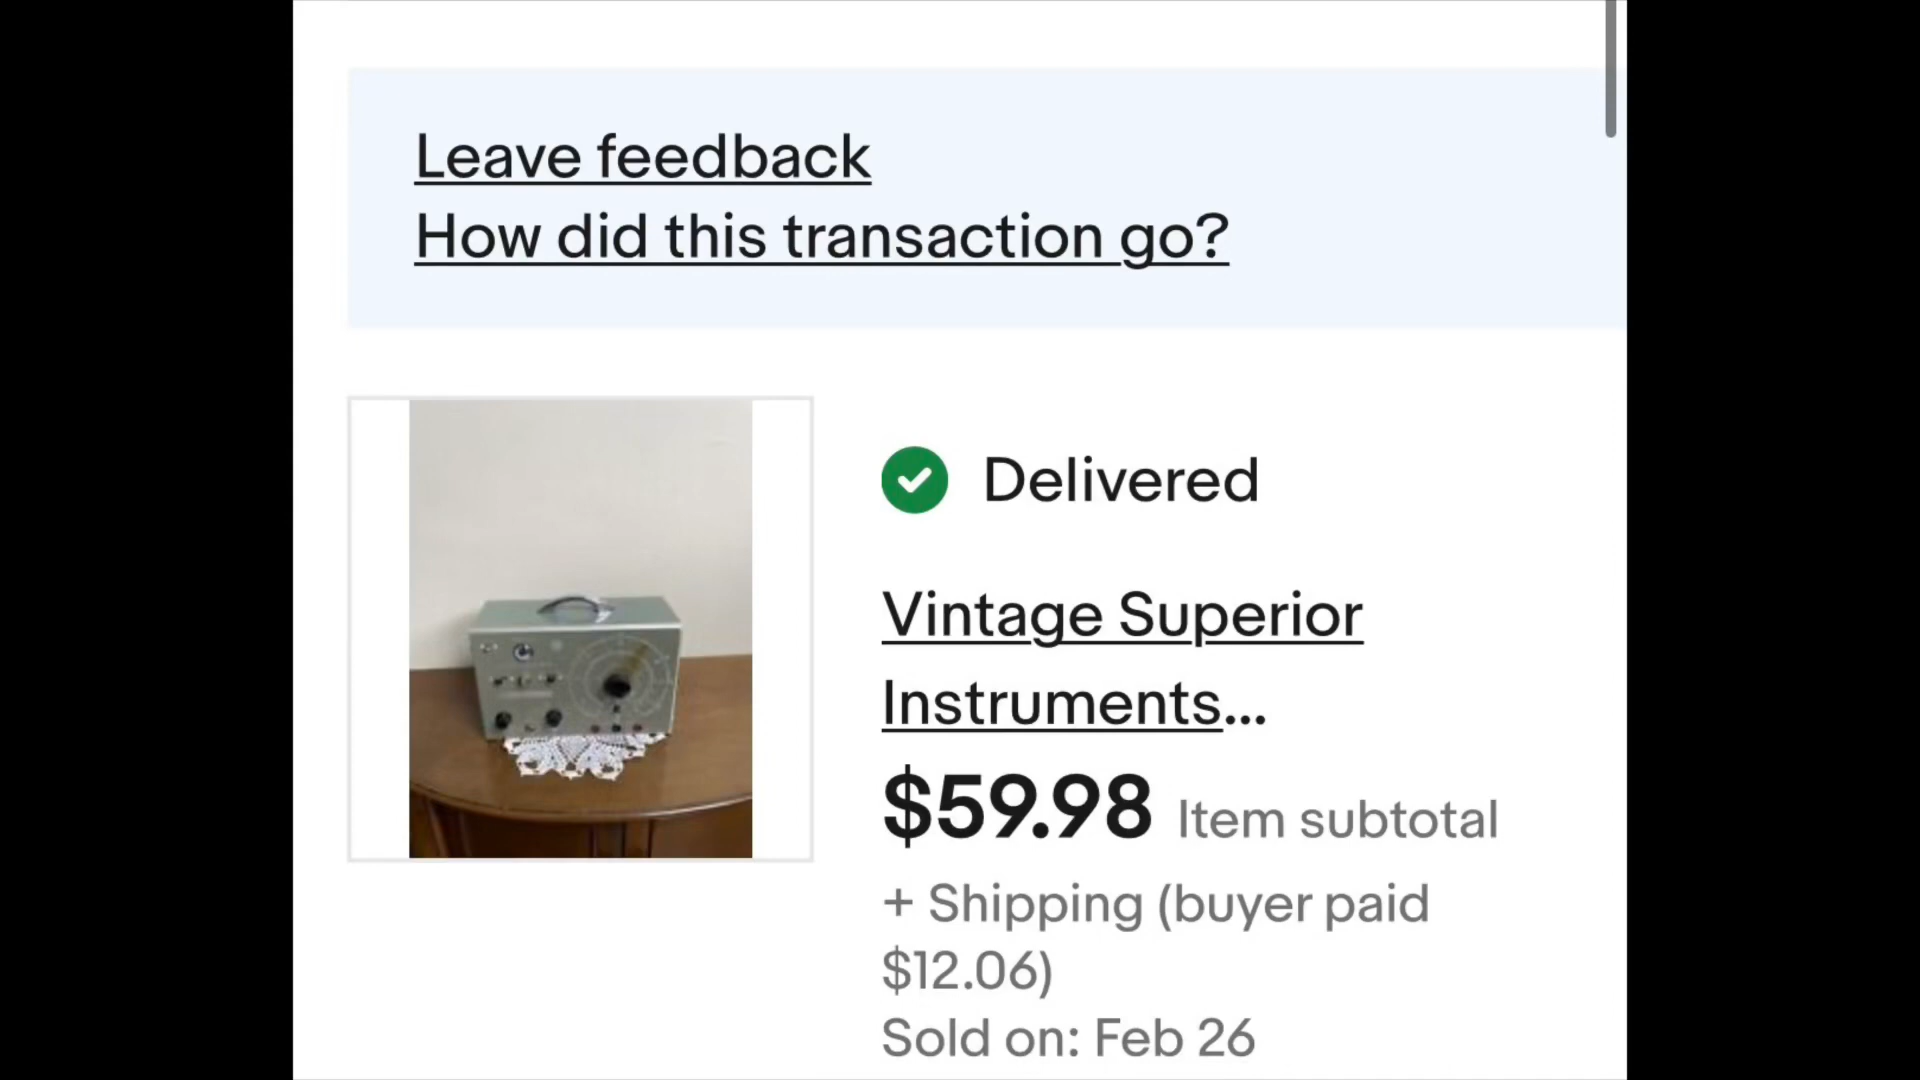 Leave feedback
How did this transaction go?
Delivered
Vintage Superior
Instruments...
$59.98 Item subtotal
+ Shipping (buyer paid
$12.06)
Sold on: Feb 26